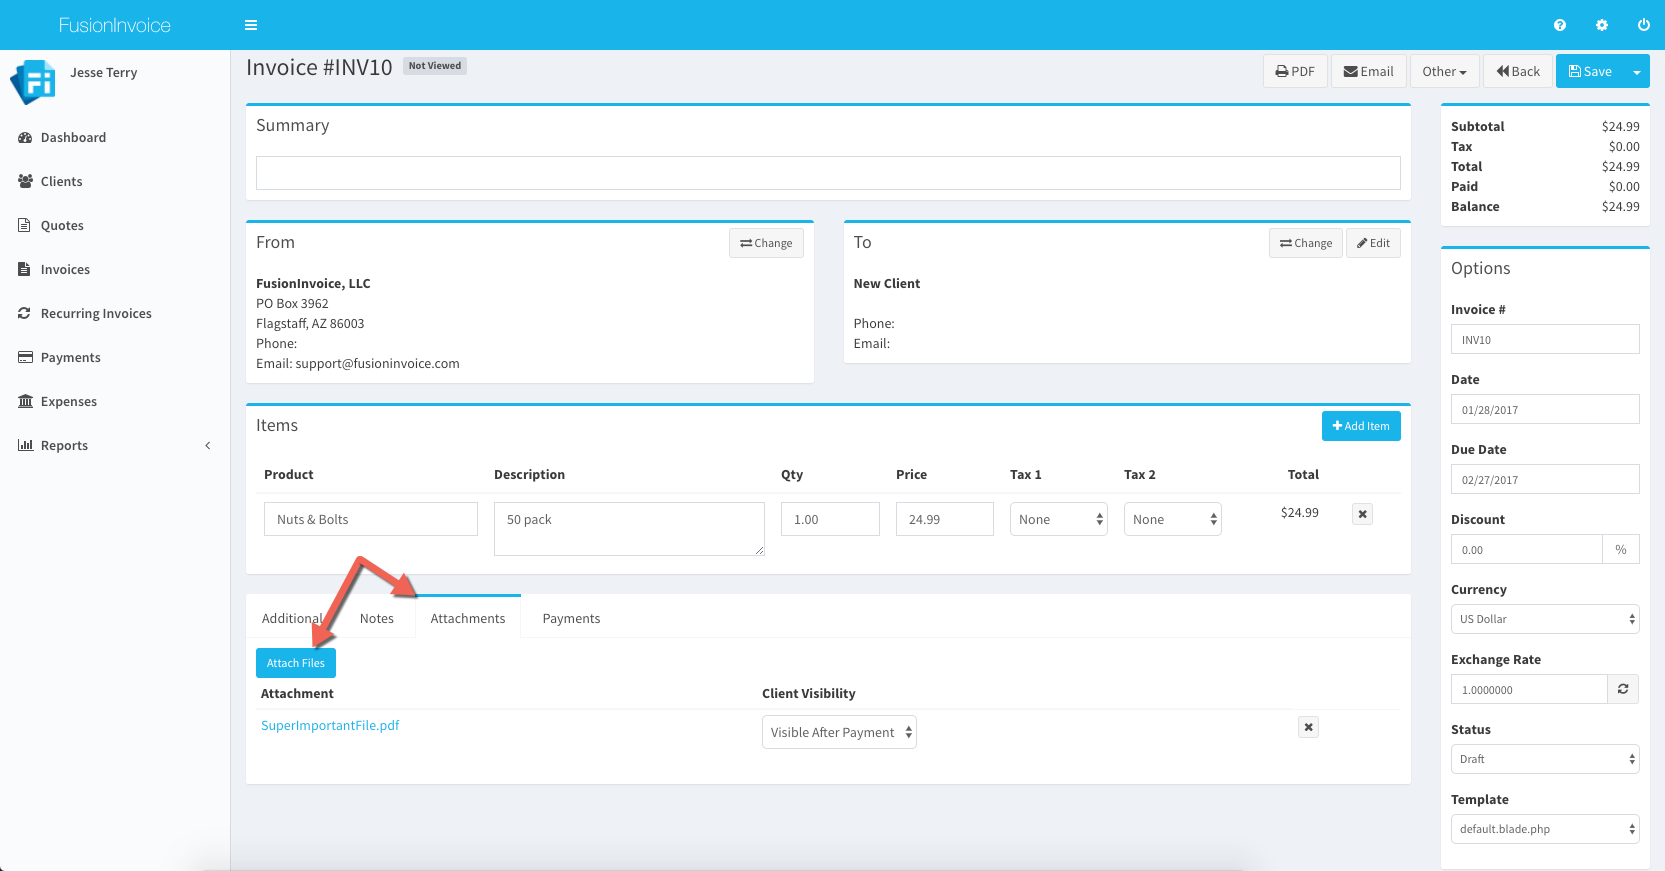 FusionInvoice
Jesse Terry
Dashboard
Clients
Quotes
Invoices
Recurring Invoices
Payments
Expenses
Reports
Invoice #INV10 Not Viewed
PDF Email Other Back Save
Summary
From Change
FusionInvoice, LLC
PO Box 3962
Flagstaff, AZ 86003
Phone:
Email: support@fusioninvoice.com
To Change Edit
New Client
Phone:
Email:
Items Add Item
Product Description Qty Price Tax 1 Tax 2 Total
Nuts & Bolts 50 pack 1.00 24.99 None None $24.99
Additional Notes Attachments Payments
Attach Files
Attachment Client Visibility
SuperImportantFile.pdf Visible After Payment
Subtotal $24.99
Tax $0.00
Total $24.99
Paid $0.00
Balance $24.99
Options
Invoice #
INV10
Date
01/28/2017
Due Date
02/27/2017
Discount
0.00 %
Currency
US Dollar
Exchange Rate
1.0000000
Status
Draft
Template
default.blade.php